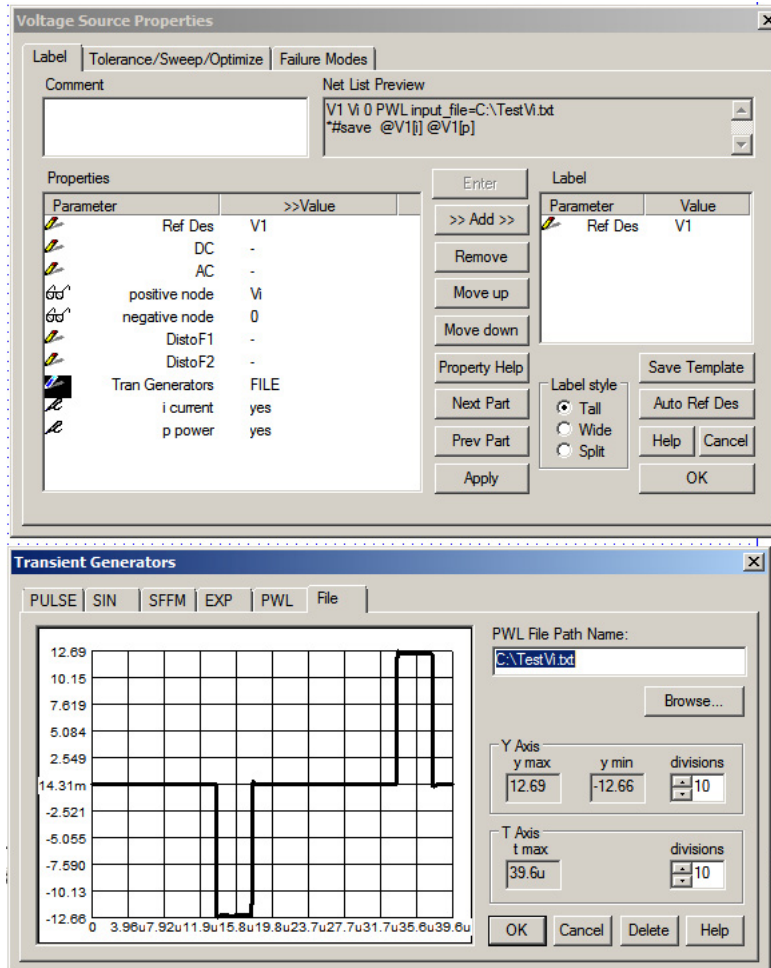 Voltage Source Properties
Label Tolerance/Sweep/Optimize Failure Modes
Comment
Net List Preview
V1 Vi 0 PWL input_file=C:\TestVi.txt
*#save @V1[i] @V1[p]
Properties
Parameter >>Value
Ref Des V1
DC -
AC -
positive node Vi
negative node 0
DistoF1 -
DistoF2 -
Tran Generators FILE
i current yes
p power yes
Enter
>> Add >>
Remove
Move up
Move down
Property Help
Next Part
Prev Part
Apply
Label
Parameter Value
Ref Des V1
Label style
Tall
Wide
Split
Save Template
Auto Ref Des
Help Cancel
OK
Transient Generators
PULSE SIN SFFM EXP PWL File
12.69
10.15
7.619
5.084
2.549
14.31m
-2.521
-5.055
-7.590
-10.13
-12.66
0 3.96u 7.92u 11.9u 15.8u 19.8u 23.7u 27.7u 31.7u 35.6u 39.6u
PWL File Path Name:
C:\TestVi.txt
Browse...
Y Axis
y max y min divisions
12.69 -12.66 10
T Axis
t max divisions
39.6u 10
OK Cancel Delete Help